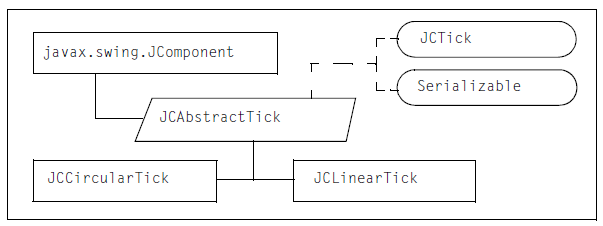 javax.swing.JComponent
JCTick
Serializable
JCAbstractTick
JCCircularTick
JCLinearTick